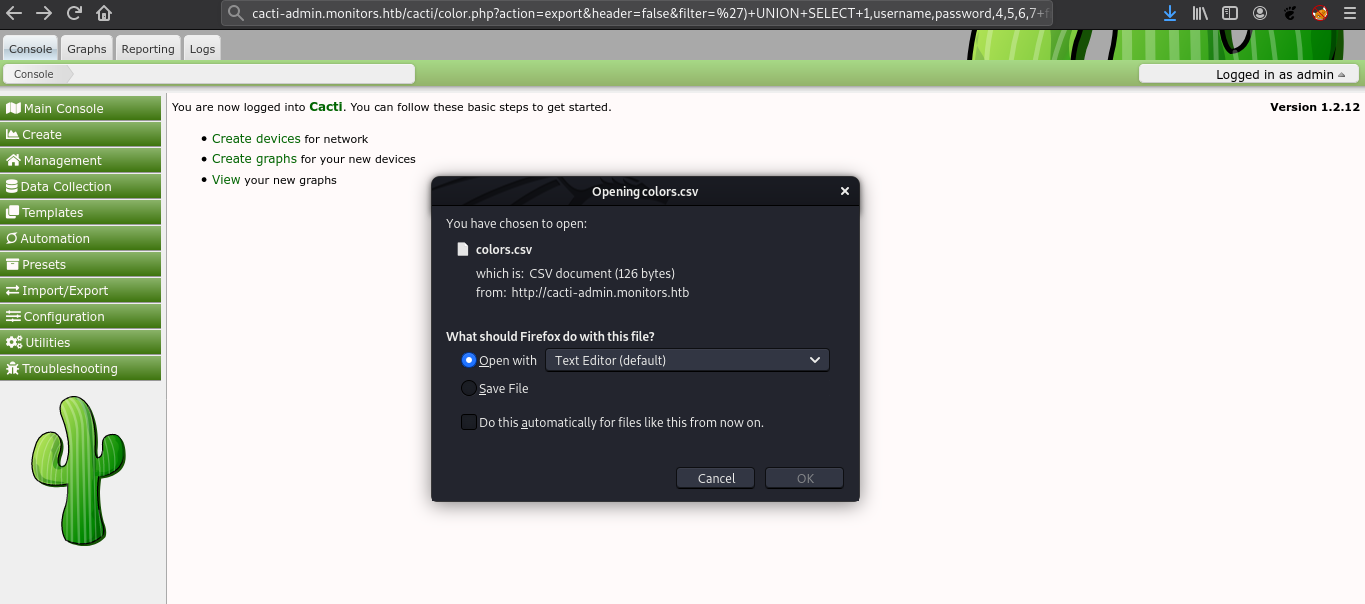 cacti-admin.monitors.htb/cacti/color.php?action=export&header=false&filter=%27)+UNION+SELECT+1,username,password,4,5,6,7+f
Console Graphs Reporting Logs
Console Logged in as admin
Main Console
Create
Management
Data Collection
Templates
Automation
Presets
Import/Export
Configuration
Utilities
Troubleshooting
You are now logged into Cacti. You can follow these basic steps to get started. Version 1.2.12
• Create devices for network
• Create graphs for your new devices
• View your new graphs
Opening colors.csv
You have chosen to open:
colors.csv
which is: CSV document (126 bytes)
from: http://cacti-admin.monitors.htb
What should Firefox do with this file?
Open with Text Editor (default)
Save File
Do this automatically for files like this from now on.
Cancel OK